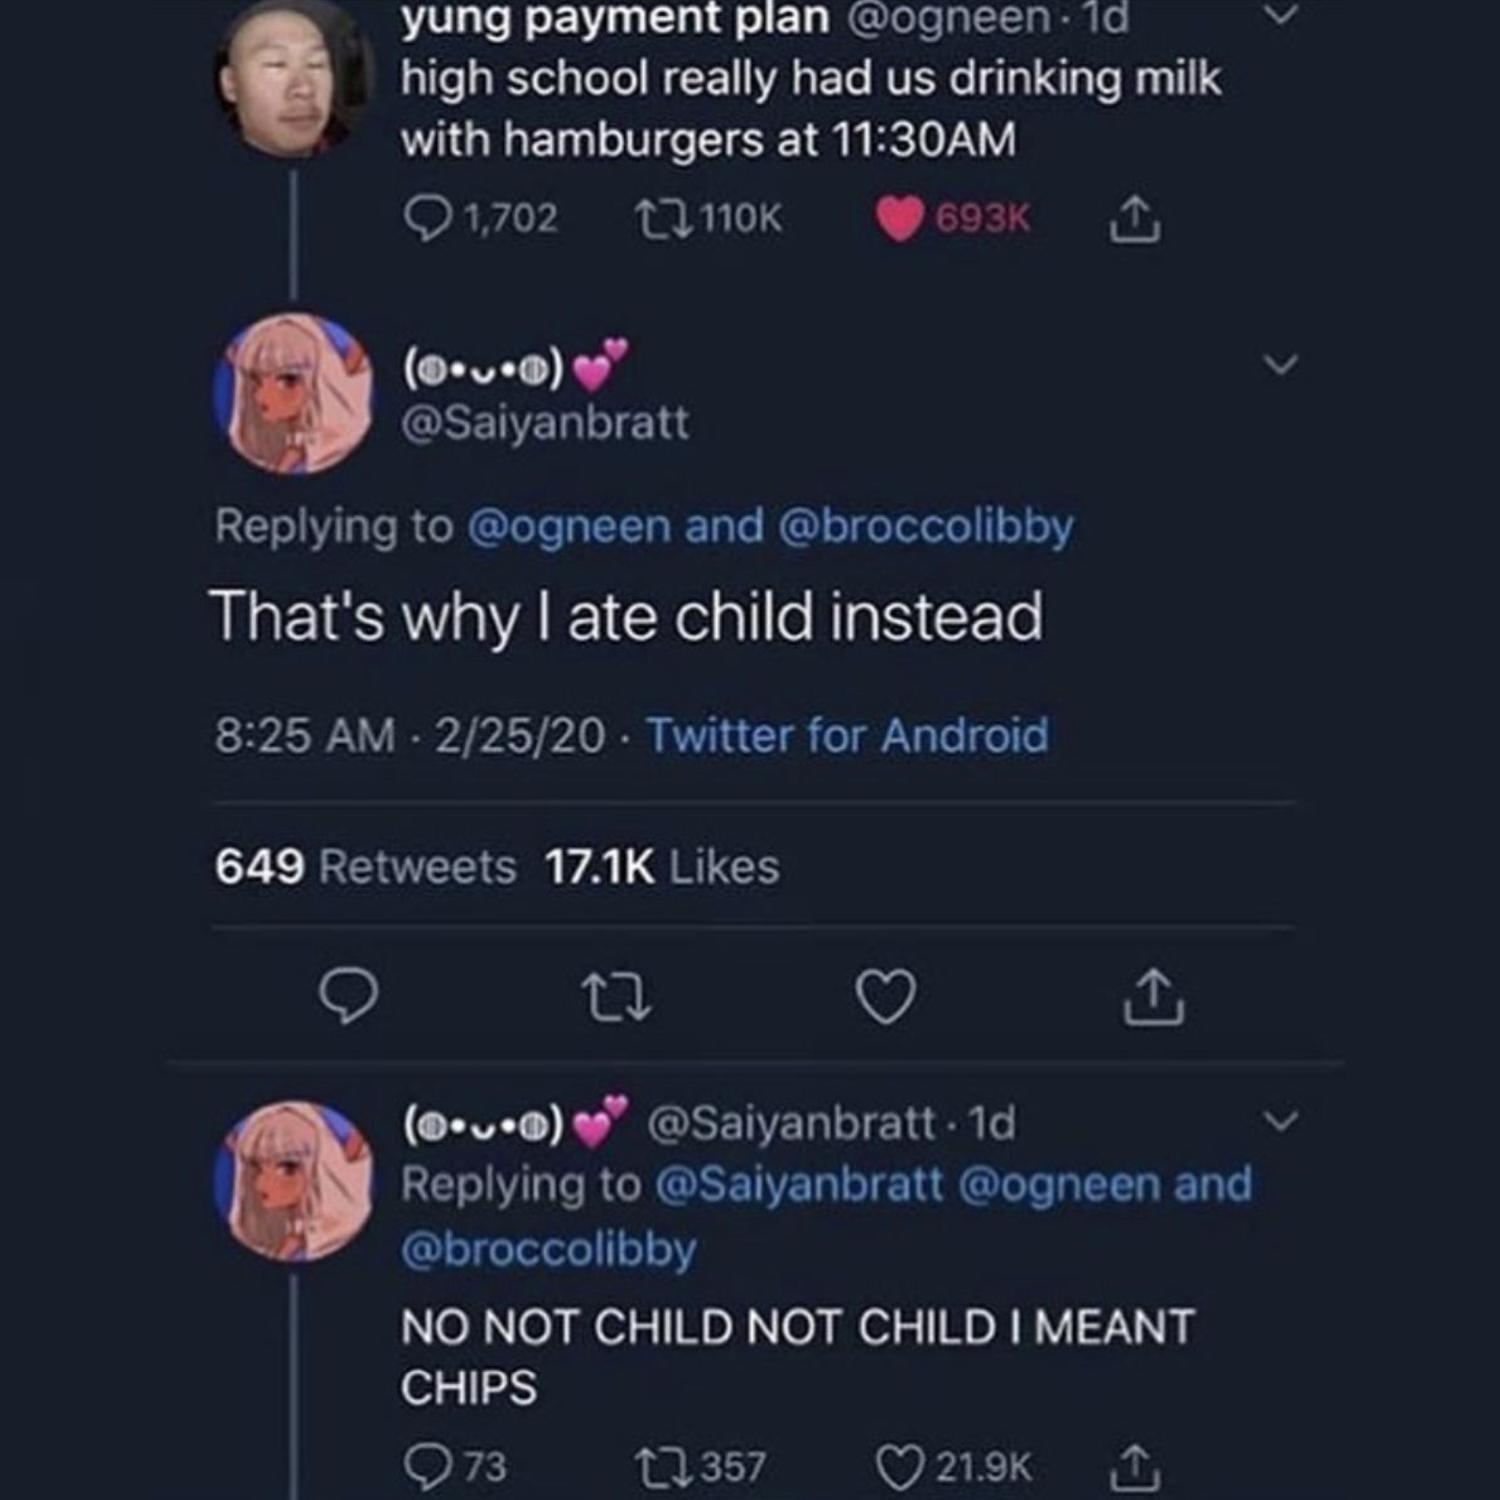 yung payment plan @ogneen · 1d
high school really had us drinking milk
with hamburgers at 11:30AM
1,702 110K 693K
(◍•ᴗ•◍)💕
@Saiyanbratt
Replying to @ogneen and @broccolibby
That's why I ate child instead
8:25 AM · 2/25/20 · Twitter for Android
649 Retweets 17.1K Likes
(◍•ᴗ•◍)💕 @Saiyanbratt · 1d
Replying to @Saiyanbratt @ogneen and
@broccolibby
NO NOT CHILD NOT CHILD I MEANT
CHIPS
73 357 21.9K